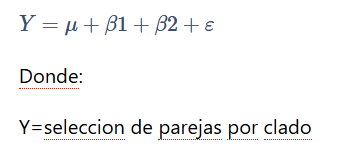 Y = μ + β1 + β2 + ε
Donde:
Y=seleccion de parejas por clado